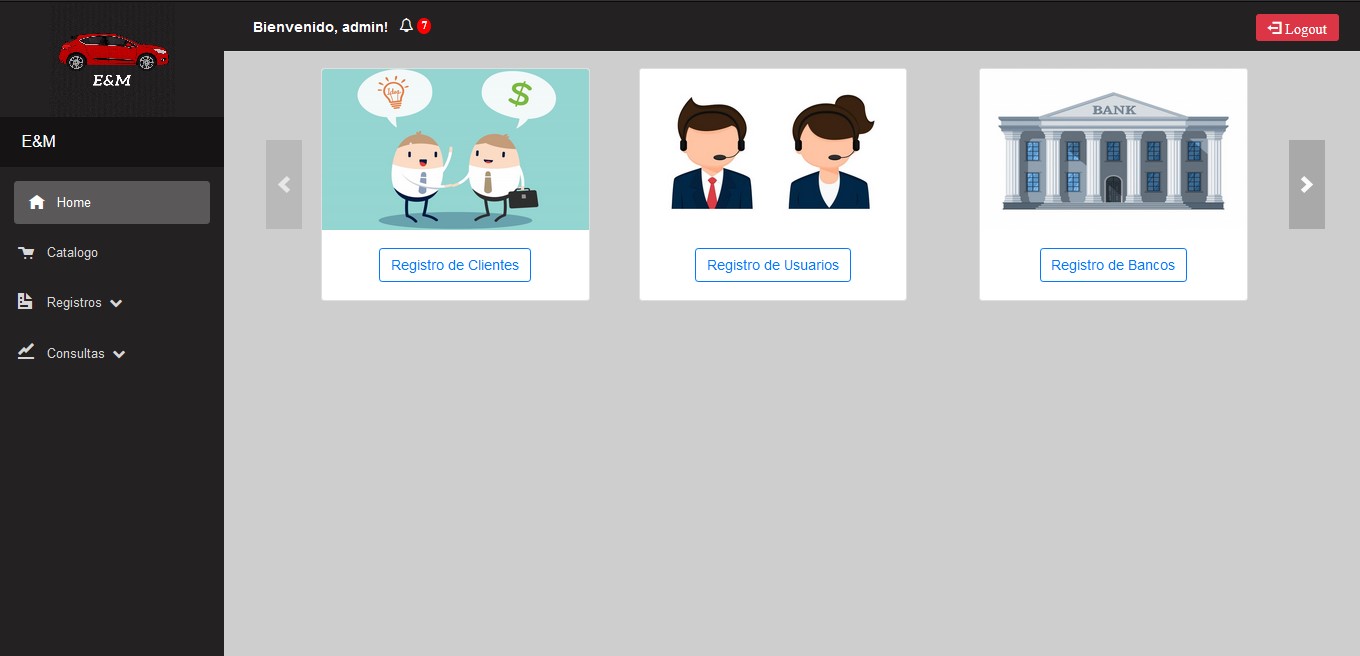 E&M
Bienvenido, admin! 7
Logout
E&M
Home
Catalogo
Registros
Consultas
Idea
$
BANK
Registro de Clientes
Registro de Usuarios
Registro de Bancos